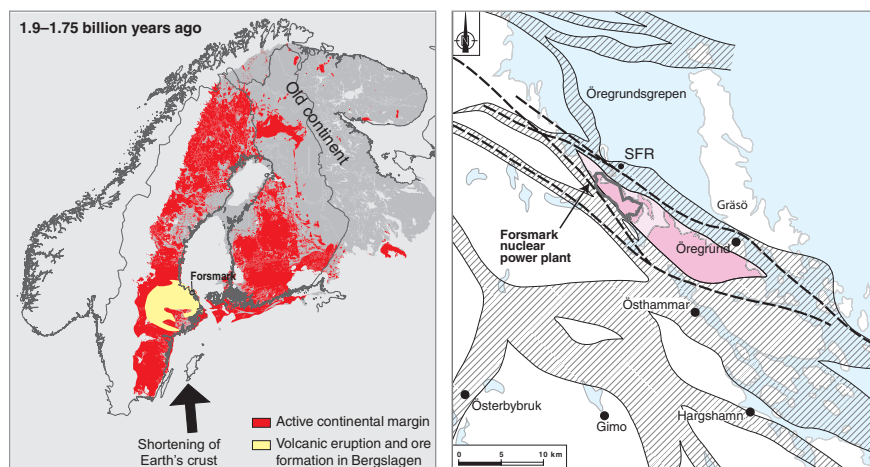 1.9–1.75 billion years ago
Old continent
Forsmark
Shortening of
Earth's crust
Active continental margin
Volcanic eruption and ore
formation in Bergslagen
N
Öregrundsgrepen
SFR
Gräsö
Forsmark
nuclear
power plant
Öregrund
Östhammar
Österbybruk
Gimo
Hargshamn
0 5 10 km